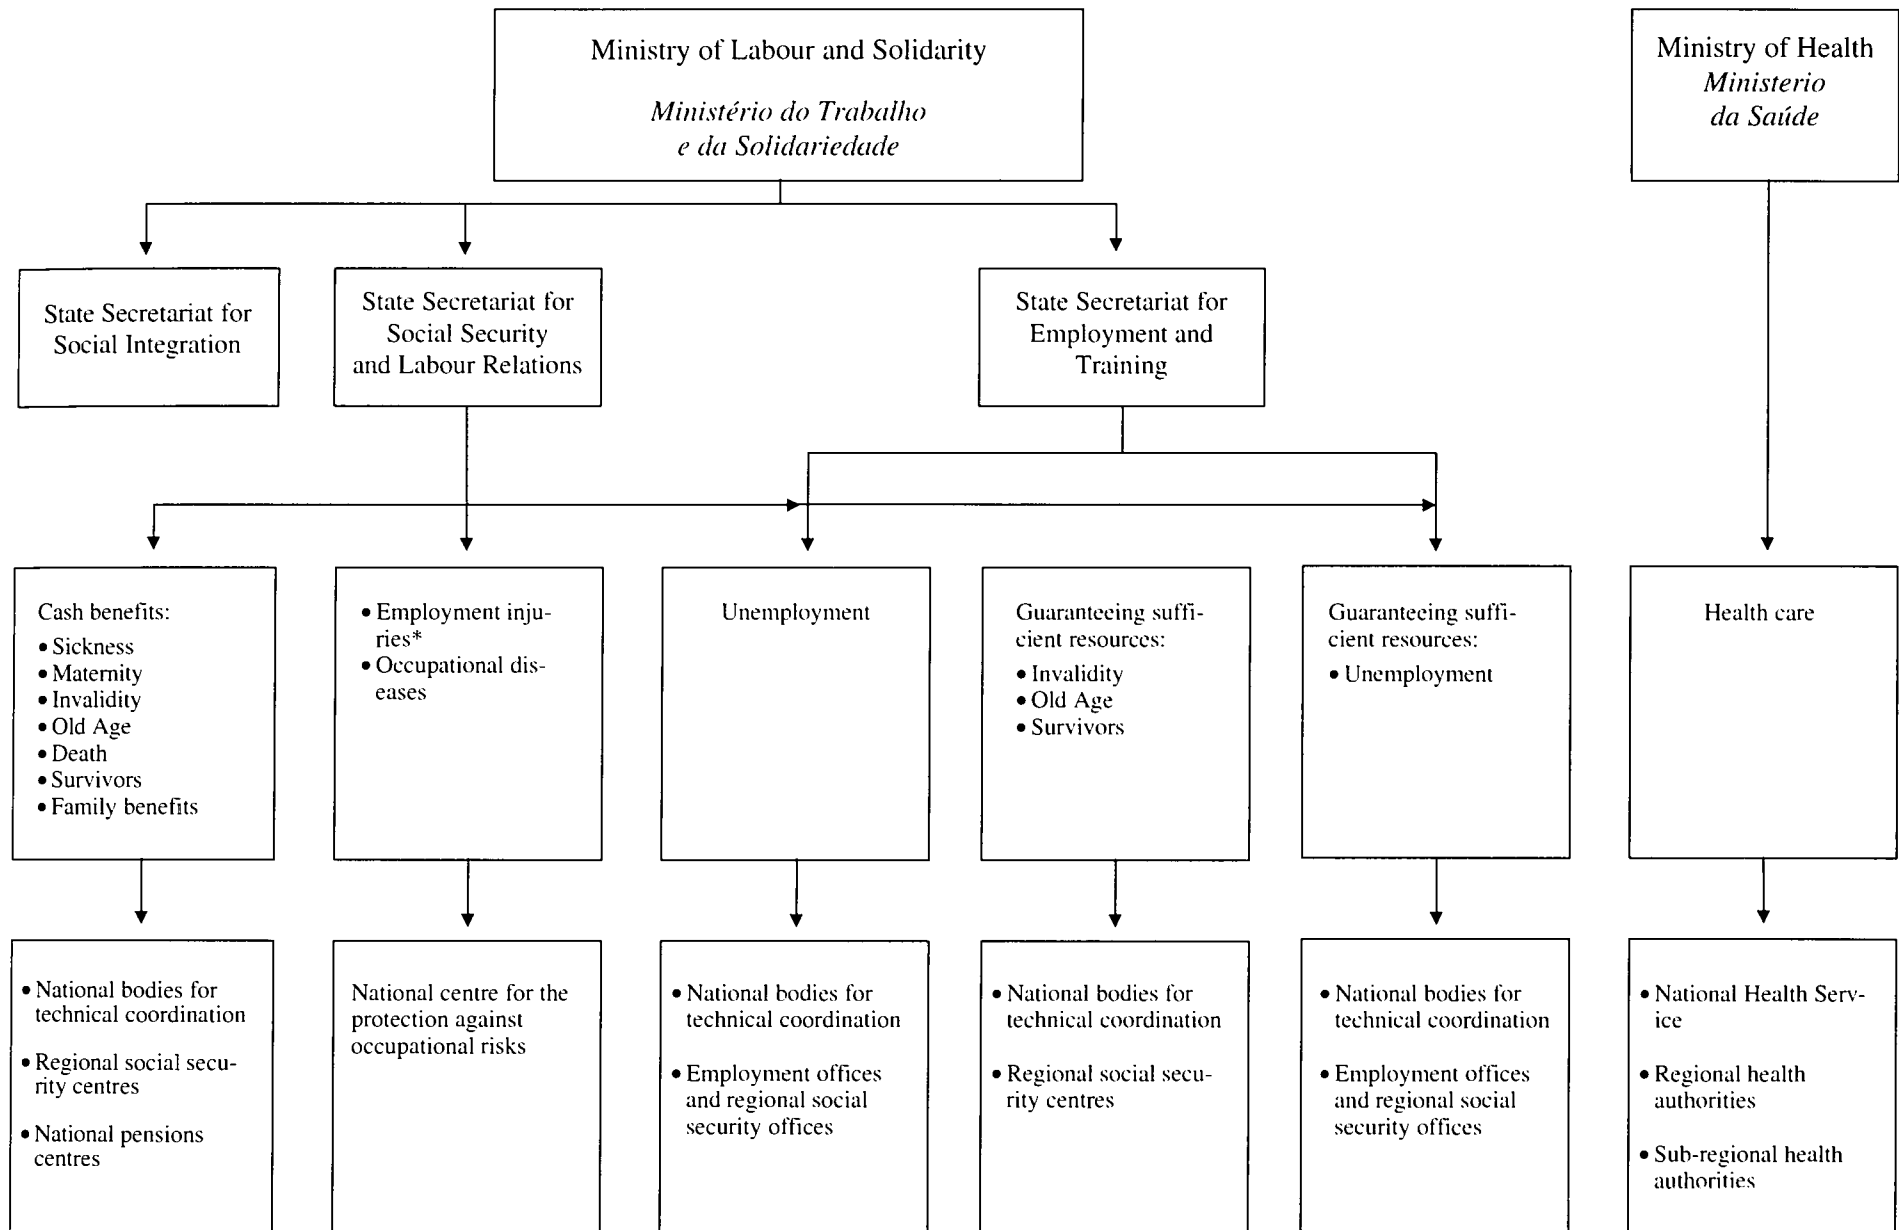 Ministry of Labour and Solidarity
Ministério do Trabalho
e da Solidariedade
Ministry of Health
Ministerio
da Saúde
State Secretariat for
Social Integration
State Secretariat for
Social Security
and Labour Relations
State Secretariat for
Employment and
Training
Cash benefits:
• Sickness
• Maternity
• Invalidity
• Old Age
• Death
• Survivors
• Family benefits
• Employment inju-
ries*
• Occupational dis-
eases
Unemployment
Guaranteeing suffi-
cient resources:
• Invalidity
• Old Age
• Survivors
Guaranteeing suffi-
cient resources:
• Unemployment
Health care
• National bodies for
technical coordination
• Regional social secu-
rity centres
• National pensions
centres
National centre for the
protection against
occupational risks
• National bodies for
technical coordination
• Employment offices
and regional social
security offices
• National bodies for
technical coordination
• Regional social secu-
rity centres
• National bodies for
technical coordination
• Employment offices
and regional social
security offices
• National Health Serv-
ice
• Regional health
authorities
• Sub-regional health
authorities